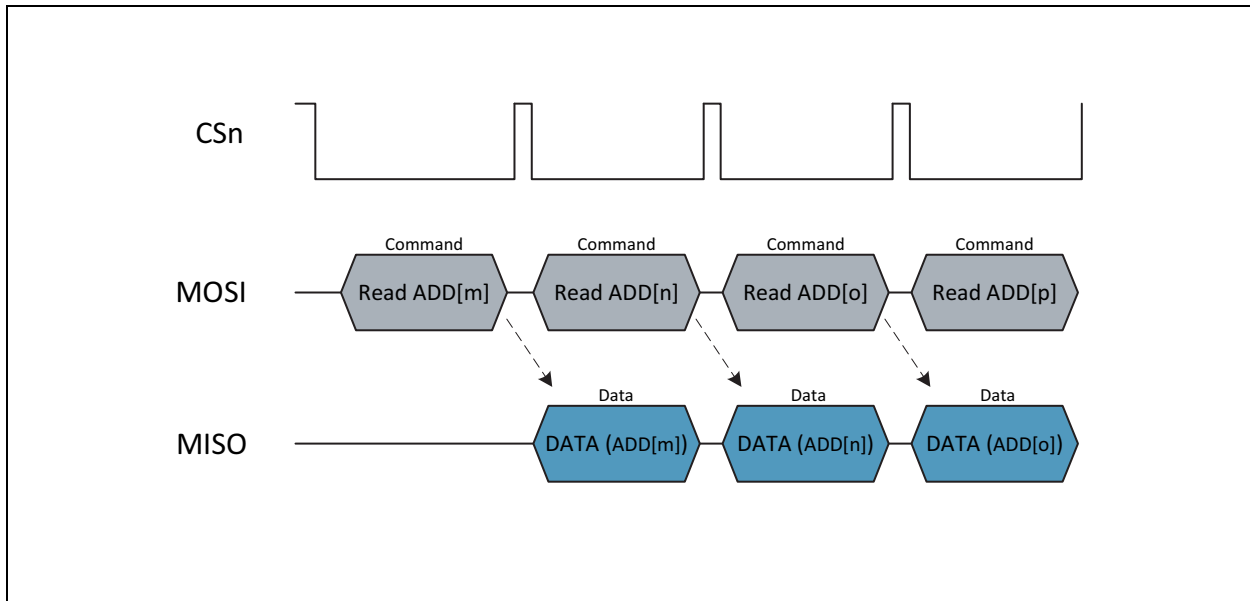 CSn
Command Command Command Command
MOSI Read ADD[m] Read ADD[n] Read ADD[o] Read ADD[p]
Data Data Data
MISO DATA (ADD[m]) DATA (ADD[n]) DATA (ADD[o])